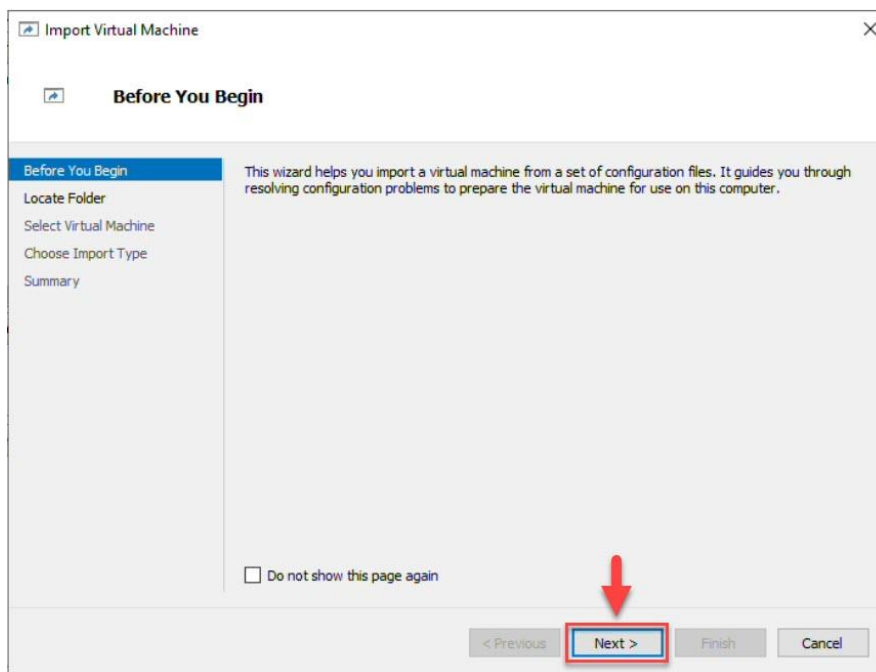 Import Virtual Machine
Before You Begin
Before You Begin
Locate Folder
Select Virtual Machine
Choose Import Type
Summary
This wizard helps you import a virtual machine from a set of configuration files. It guides you through
resolving configuration problems to prepare the virtual machine for use on this computer.
Do not show this page again
< Previous
Next >
Finish
Cancel